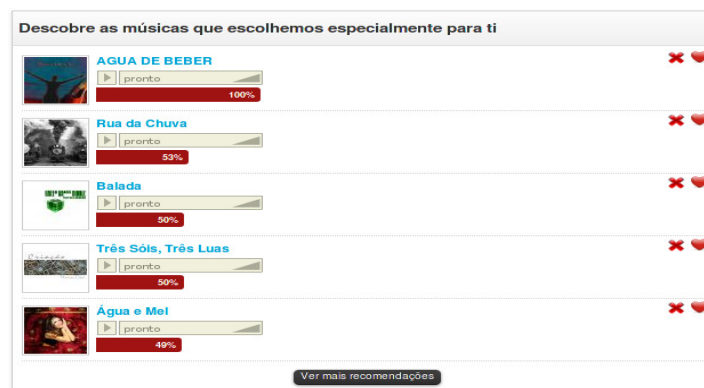 Descobre as músicas que escolhemos especialmente para ti
AGUA DE BEBER
pronto
100%
Rua da Chuva
pronto
53%
Balada
pronto
50%
Três Sóis, Três Luas
pronto
50%
Criação
Água e Mel
pronto
49%
Ver mais recomendações